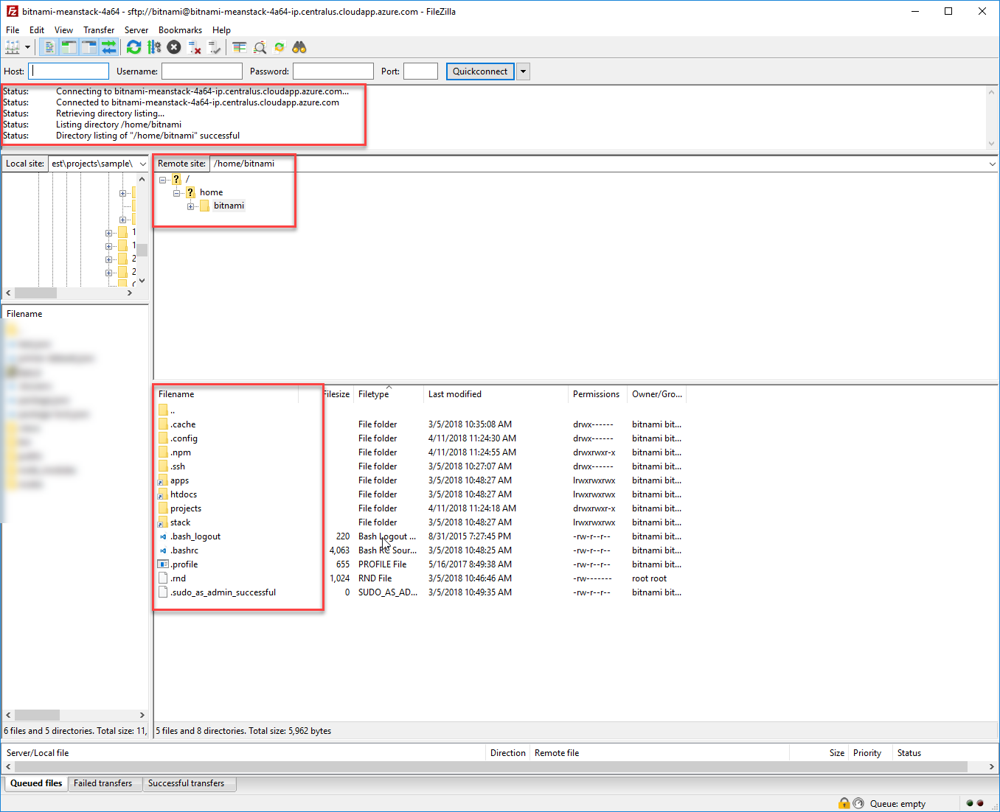 bitnami-meanstack-4a64 - sftp://bitnami@bitnami-meanstack-4a64-ip.centralus.cloudapp.azure.com - FileZilla
File Edit View Transfer Server Bookmarks Help
Host: Username: Password: Port: Quickconnect
Status: Connecting to bitnami-meanstack-4a64-ip.centralus.cloudapp.azure.com...
Status: Connected to bitnami-meanstack-4a64-ip.centralus.cloudapp.azure.com
Status: Retrieving directory listing...
Status: Listing directory /home/bitnami
Status: Directory listing of "/home/bitnami" successful
Local site: est\projects\sample\
1
1
2
2
Remote site: /home/bitnami
/
home
bitnami
Filename
Filename Filesize Filetype Last modified Permissions Owner/Gro...
..
.cache File folder 3/5/2018 10:35:08 AM drwx------ bitnami bit...
.config File folder 4/11/2018 11:24:30 AM drwx------ bitnami bit...
.npm File folder 4/11/2018 11:24:55 AM drwxrwxr-x bitnami bit...
.ssh File folder 3/5/2018 10:27:07 AM drwx------ bitnami bit...
apps File folder 3/5/2018 10:48:27 AM lrwxrwxrwx bitnami bit...
htdocs File folder 3/5/2018 10:48:27 AM lrwxrwxrwx bitnami bit...
projects File folder 4/11/2018 11:24:18 AM drwxrwxr-x bitnami bit...
stack File folder 3/5/2018 10:48:27 AM lrwxrwxrwx bitnami bit...
.bash_logout 220 Bash Logout ... 8/31/2015 7:27:45 PM -rw-r--r-- bitnami bit...
.bashrc 4,063 Bash RC Sour... 3/5/2018 10:48:25 AM -rw-r--r-- bitnami bit...
.profile 655 PROFILE File 5/16/2017 8:49:38 AM -rw-r--r-- bitnami bit...
.rnd 1,024 RND File 3/5/2018 10:46:46 AM -rw------- root root
.sudo_as_admin_successful 0 SUDO_AS_AD... 3/5/2018 10:49:35 AM -rw-r--r-- bitnami bit...
6 files and 5 directories. Total size: 11,
5 files and 8 directories. Total size: 5,962 bytes
Server/Local file Direction Remote file Size Priority Status
Queued files Failed transfers Successful transfers
Queue: empty